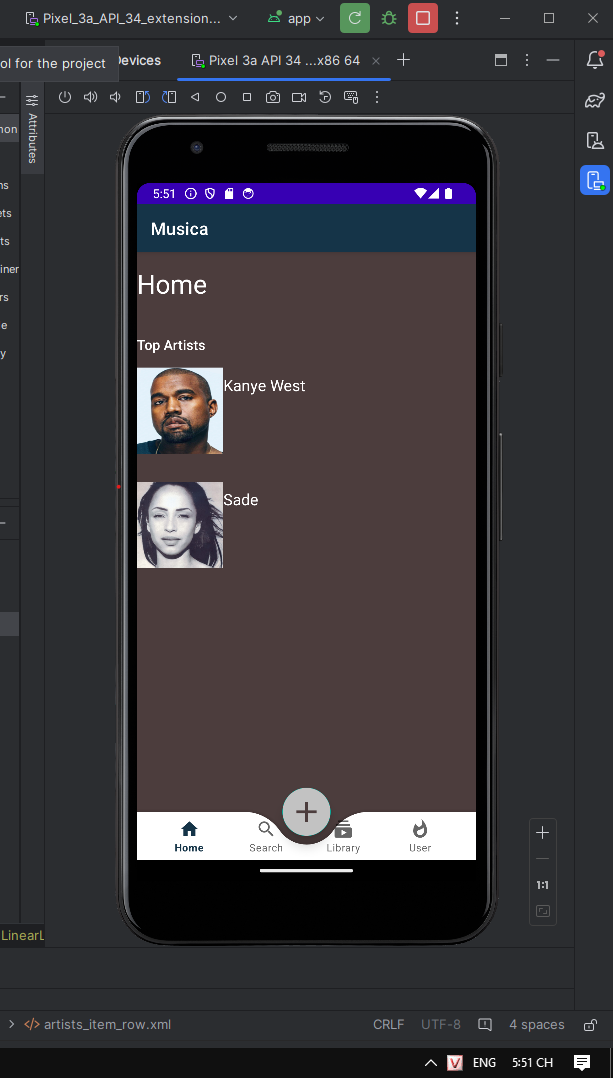 Pixel_3a_API_34_extension... app
ol for the project
Devices
Pixel 3a API 34 ...x86 64
Attributes
non
ns
ets
ts
iner
rs
e
y
5:51
Musica
Home
Top Artists
Kanye West
Sade
Home Search Library User
1:1
LinearL
artists_item_row.xml CRLF UTF-8 4 spaces
V ENG 5:51 CH